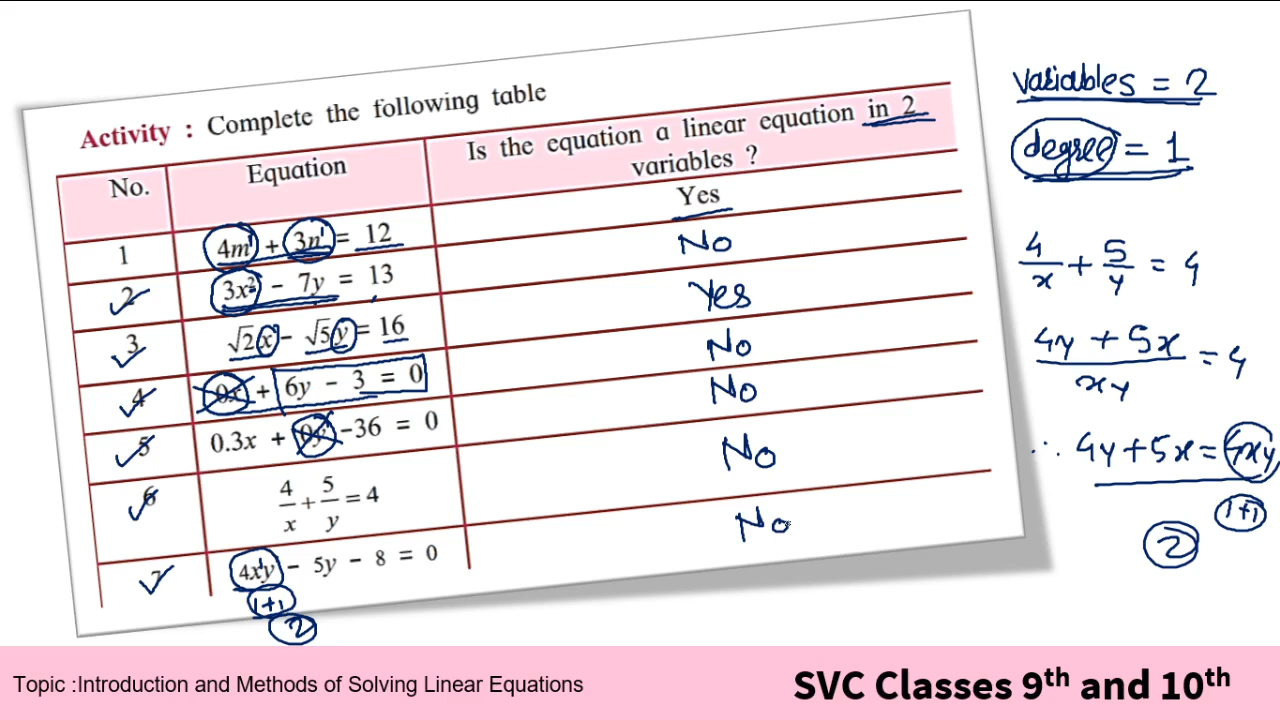 Activity : Complete the following table
No. Equation Is the equation a linear equation in 2 variables ?
1 4m¹ + 3n¹ = 12 Yes
2 3x² - 7y = 13 No
3 √2x - √5y = 16 Yes
4 0x + 6y - 3 = 0 No
5 0.3x + 0y - 36 = 0 No
6 4/x + 5/y = 4 No
7 4x¹y¹ - 5y - 8 = 0 No
1+1
2
variables = 2
degree = 1
4/x + 5/y = 4
4y + 5x / xy = 4
∴ 4y + 5x = 4xy
1+1
2
Topic :Introduction and Methods of Solving Linear Equations
SVC Classes 9th and 10th